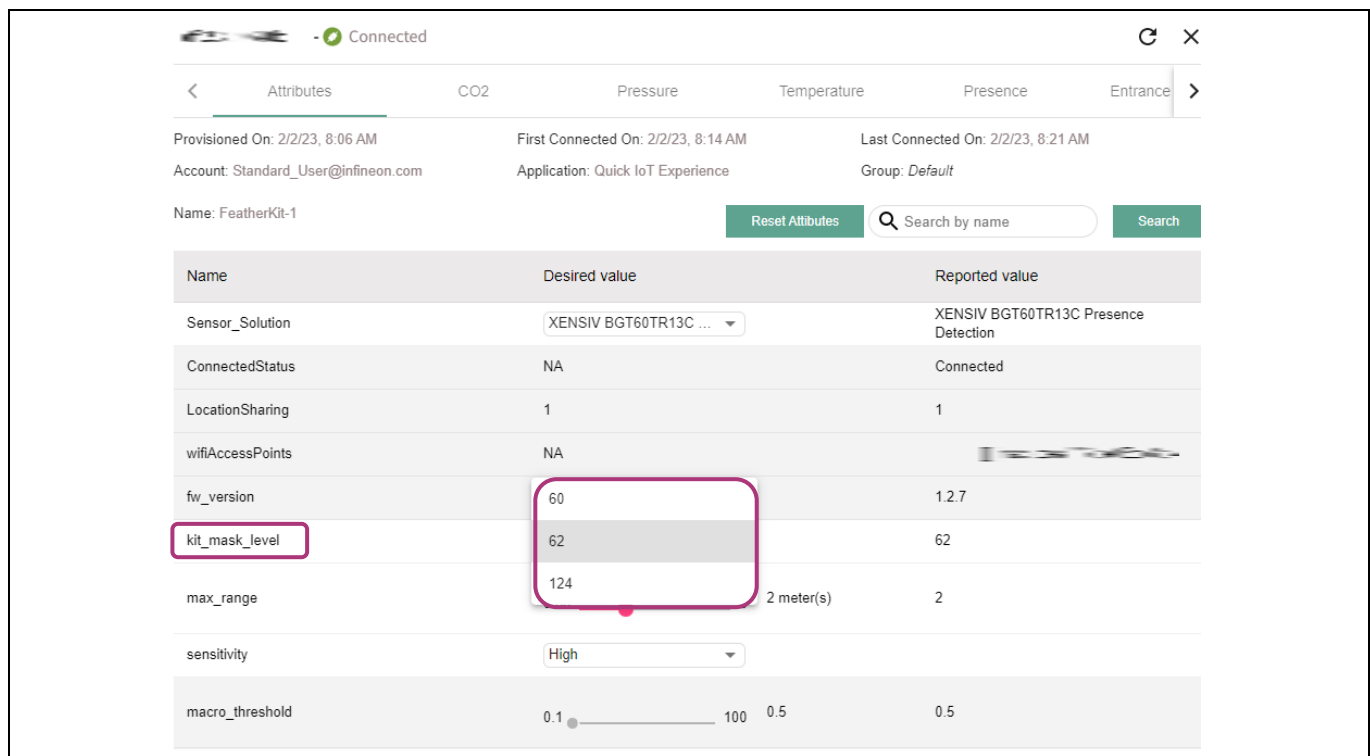 - Connected
Attributes CO2 Pressure Temperature Presence Entrance
Provisioned On: 2/2/23, 8:06 AM First Connected On: 2/2/23, 8:14 AM Last Connected On: 2/2/23, 8:21 AM
Account: Standard_User@infineon.com Application: Quick IoT Experience Group: Default
Name: FeatherKit-1 Reset Attibutes Search by name Search
Name Desired value Reported value
Sensor_Solution XENSIV BGT60TR13C ... XENSIV BGT60TR13C Presence
Detection
ConnectedStatus NA Connected
LocationSharing 1 1
wifiAccessPoints NA
fw_version 60 1.2.7
kit_mask_level 62 62
124
max_range 2 meter(s) 2
sensitivity High
macro_threshold 0.1 100 0.5 0.5